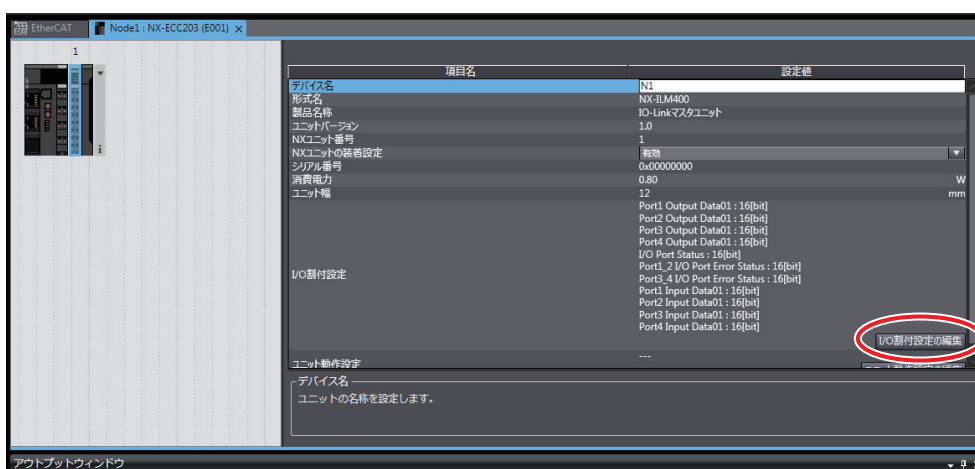 EtherCAT
Node1 : NX-ECC203 (E001) ×
1
項目名 設定値
デバイス名 N1
形式名 NX-ILM400
製品名称 IO-Linkマスタユニット
ユニットバージョン 1.0
NXユニット番号 1
NXユニットの装着設定 有効
シリアル番号 0x00000000
消費電力 0.80 W
ユニット幅 12 mm
I/O割付設定
Port1 Output Data01 : 16[bit]
Port2 Output Data01 : 16[bit]
Port3 Output Data01 : 16[bit]
Port4 Output Data01 : 16[bit]
I/O Port Status : 16[bit]
Port1_2 I/O Port Error Status : 16[bit]
Port3_4 I/O Port Error Status : 16[bit]
Port1 Input Data01 : 16[bit]
Port2 Input Data01 : 16[bit]
Port3 Input Data01 : 16[bit]
Port4 Input Data01 : 16[bit]
I/O割付設定の編集
ユニット動作設定 ---
デバイス名
ユニットの名称を設定します。
アウトプットウィンドウ